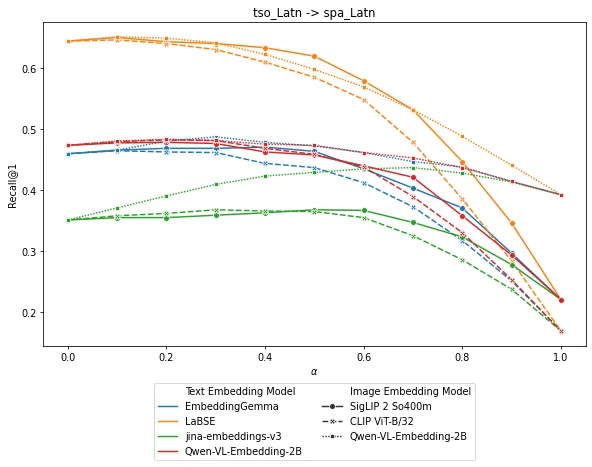 tso_Latn -> spa_Latn
Recall@1
0.6
0.5
0.4
0.3
0.2
0.0 0.2 0.4 0.6 0.8 1.0
α
Text Embedding Model Image Embedding Model
EmbeddingGemma SigLIP 2 So400m
LaBSE CLIP ViT-B/32
jina-embeddings-v3 Qwen-VL-Embedding-2B
Qwen-VL-Embedding-2B